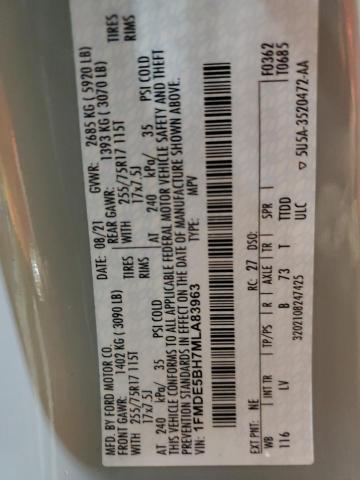 MFD. BY FORD MOTOR CO.
DATE: 08/21 GVWR: 2685 KG ( 5920 LB)
FRONT GAWR: 1402 KG ( 3090 LB) REAR GAWR: 1393 KG ( 3070 LB)
WITH 255/75R17 115T TIRES WITH 255/75R17 115T TIRES
17x7.5J RIMS 17x7.5J RIMS
AT 240 kPa/ 35 PSI COLD AT 240 kPa/ 35 PSI COLD
THIS VEHICLE CONFORMS TO ALL APPLICABLE FEDERAL MOTOR VEHICLE SAFETY AND THEFT
PREVENTION STANDARDS IN EFFECT ON THE DATE OF MANUFACTURE SHOWN ABOVE.
VIN: 1FMDE5BH7MLA83963 TYPE: MPV
F0362
T0685
EXT PNT: NE RC: 27 DSO:
WB INT TR TP/PS R AXLE TR SPR
116 LV B 73 T TTDD
ULC
3202108247425
5U5A-3520472-AA